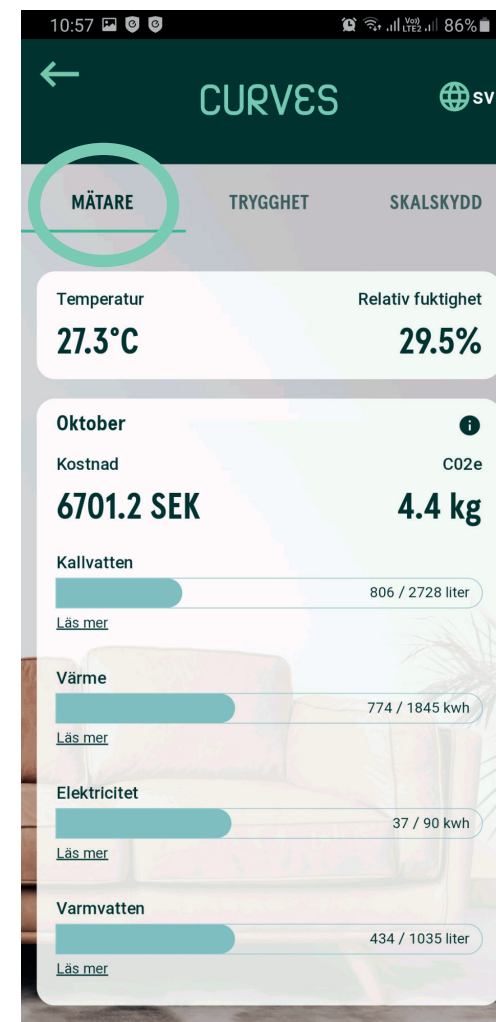 10:57 Vo)) LTE2 86%
CURVES SV
MÄTARE TRYGGHET SKALSKYDD
Temperatur Relativ fuktighet
27.3°C 29.5%
Oktober
Kostnad C02e
6701.2 SEK 4.4 kg
Kallvatten
806 / 2728 liter
Läs mer
Värme
774 / 1845 kwh
Läs mer
Elektricitet
37 / 90 kwh
Läs mer
Varmvatten
434 / 1035 liter
Läs mer